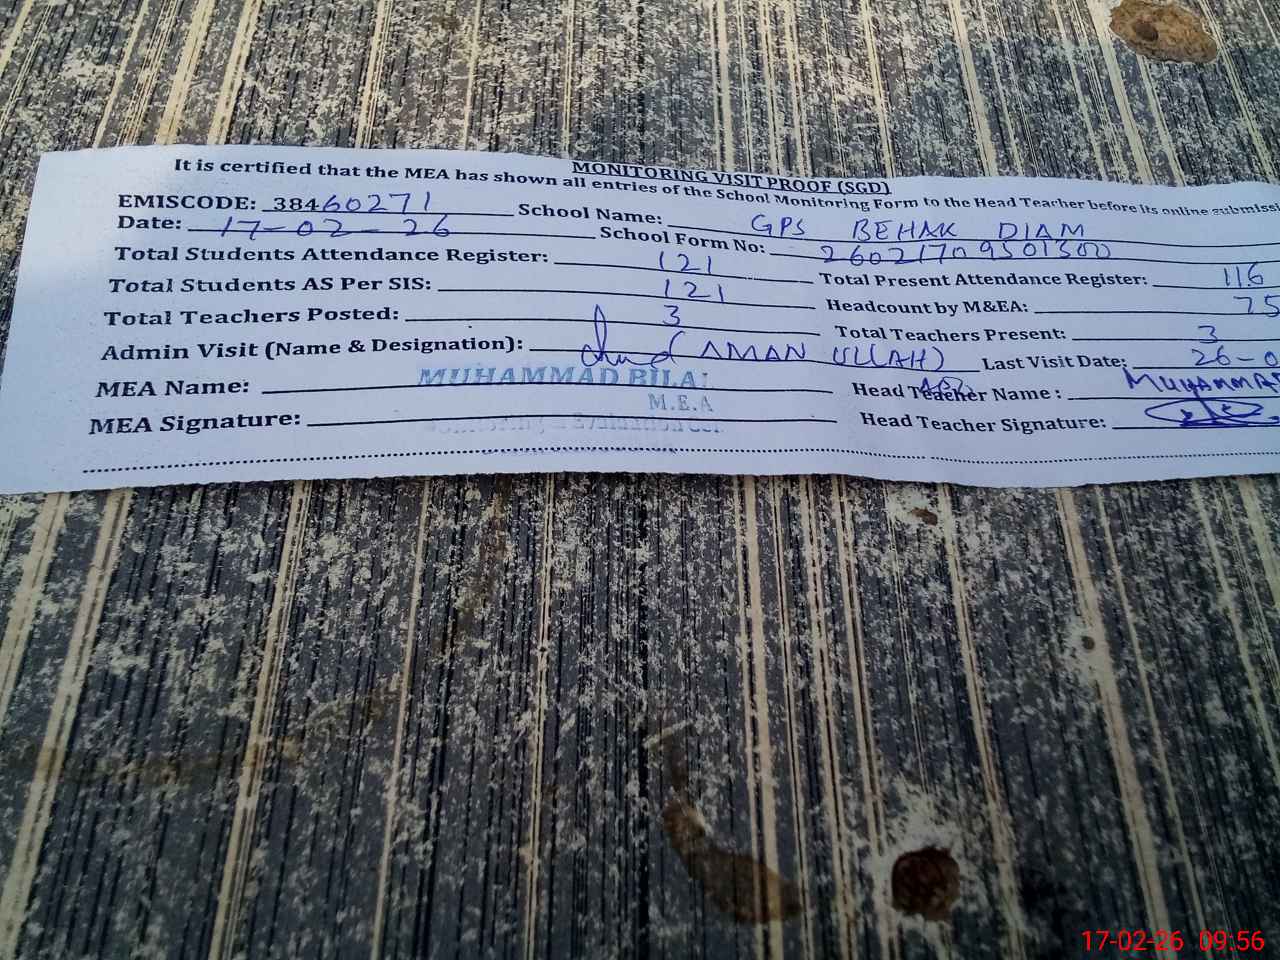 MONITORING VISIT PROOF (SGD)
It is certified that the MEA has shown all entries of the School Monitoring Form to the Head Teacher before its online submissi
EMISCODE: 38460271 School Name: GPS BEHAK DIAM
Date: 17-02-26 School Form No:
Total Students Attendance Register: 121 Total Present Attendance Register: 116
Total Students AS Per SIS: 121 Headcount by M&EA: 75
Total Teachers Posted: 3 Total Teachers Present: 3
Admin Visit (Name & Designation): (AMAN ULLAH) Last Visit Date: 26-0
MEA Name: MUHAMMAD BILAL Head Teacher Name : MUHAMMAD
M.E.A
MEA Signature: Head Teacher Signature:
17-02-26 09:56